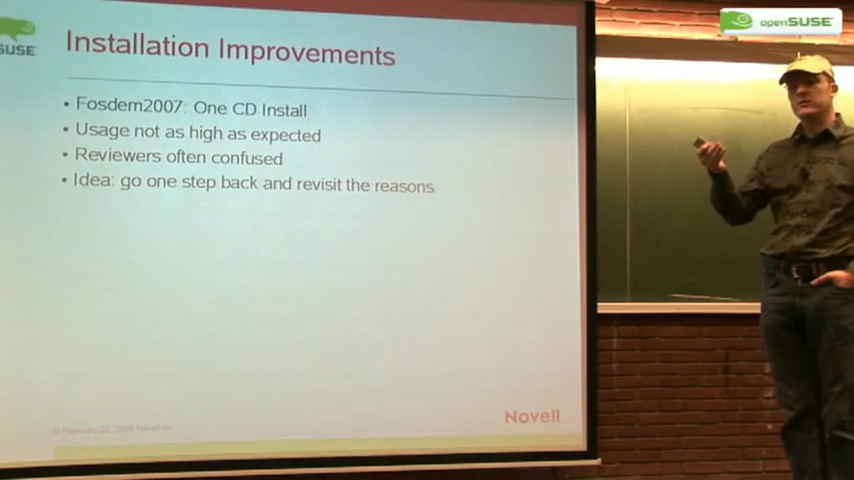 SUSE
openSUSE
Installation Improvements
• Fosdem2007: One CD Install
• Usage not as high as expected
• Reviewers often confused
• Idea: go one step back and revisit the reasons
Novell